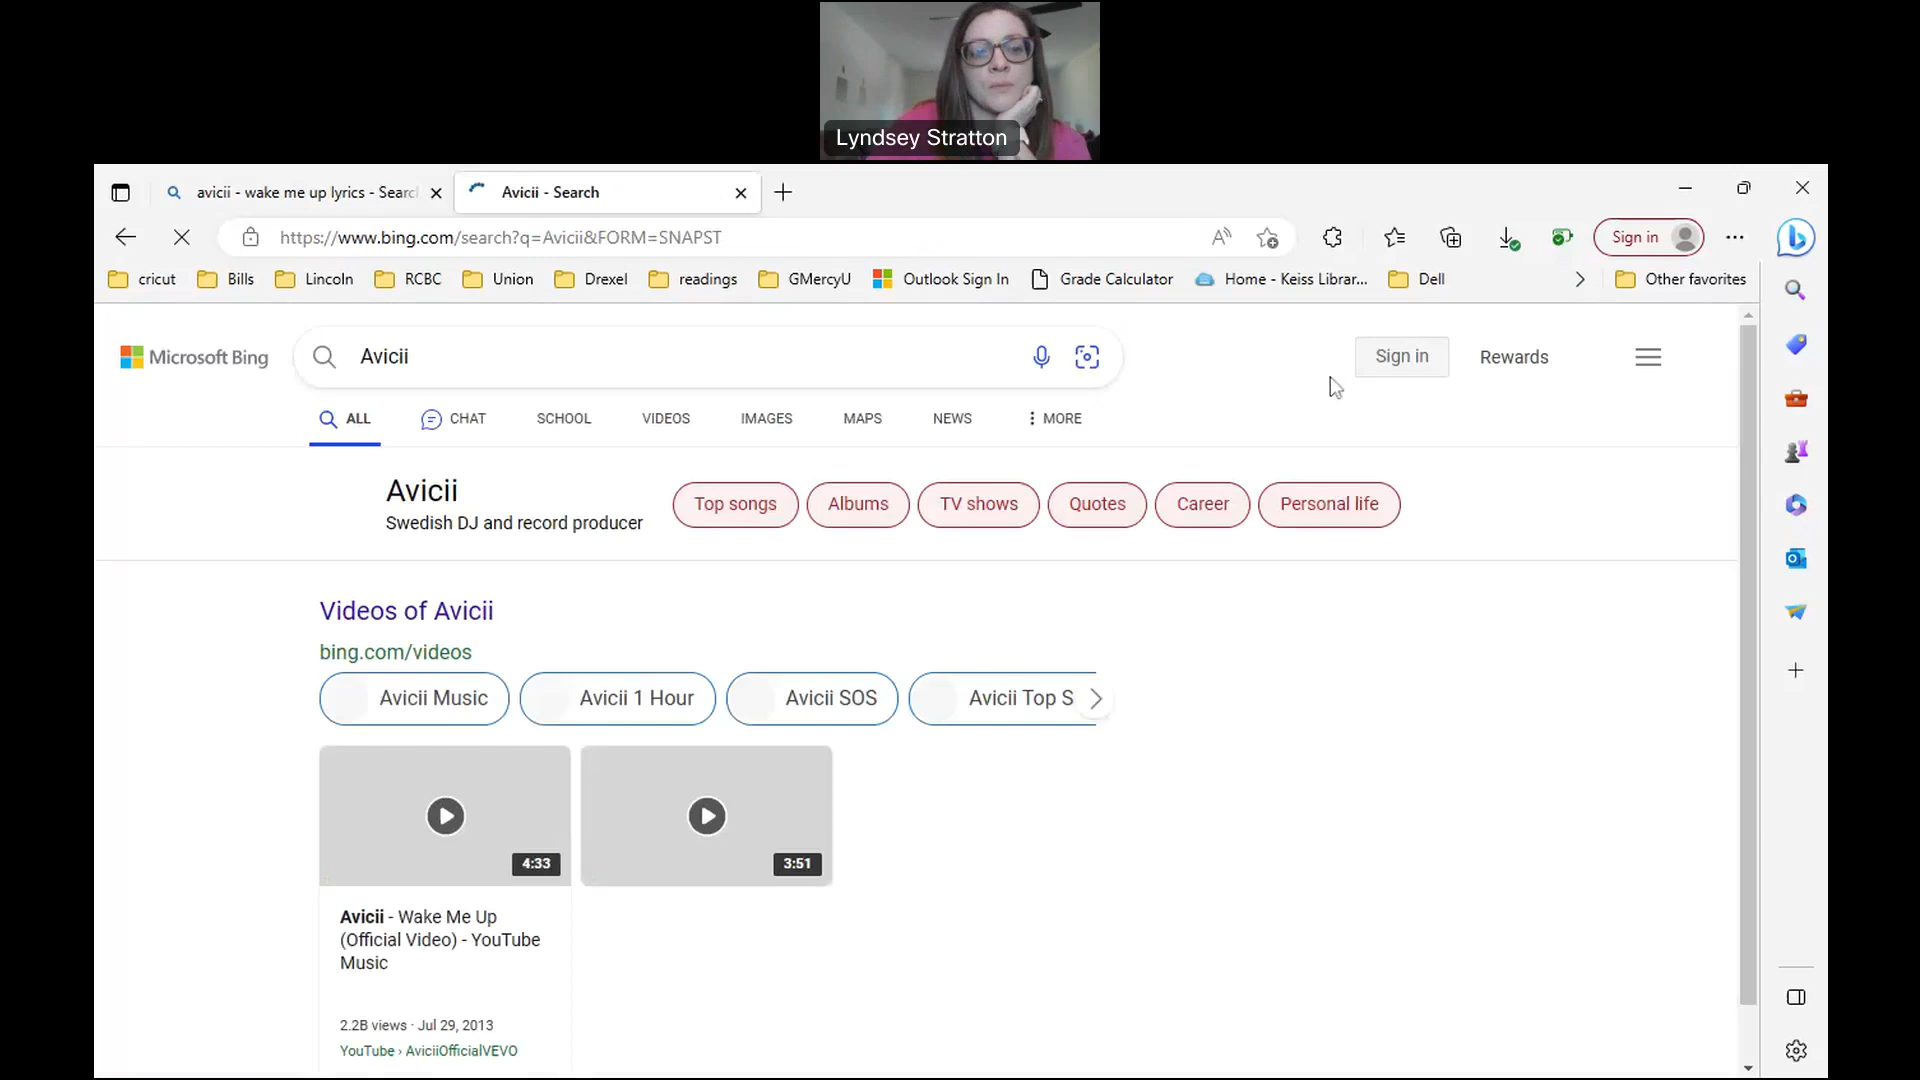 Lyndsey Stratton
avicii - wake me up lyrics - Searc
Avicii - Search
https://www.bing.com/search?q=Avicii&FORM=SNAPST
Sign in
cricut
Bills
Lincoln
RCBC
Union
Drexel
readings
GMercyU
Outlook Sign In
Grade Calculator
Home - Keiss Librar...
Dell
Other favorites
Microsoft Bing
Avicii
Sign in
Rewards
ALL
CHAT
SCHOOL
VIDEOS
IMAGES
MAPS
NEWS
MORE
Avicii
Swedish DJ and record producer
Top songs
Albums
TV shows
Quotes
Career
Personal life
Videos of Avicii
bing.com/videos
Avicii Music
Avicii 1 Hour
Avicii SOS
Avicii Top S
4:33
3:51
Avicii - Wake Me Up
(Official Video) - YouTube
Music
2.2B views · Jul 29, 2013
YouTube › AviciiOfficialVEVO